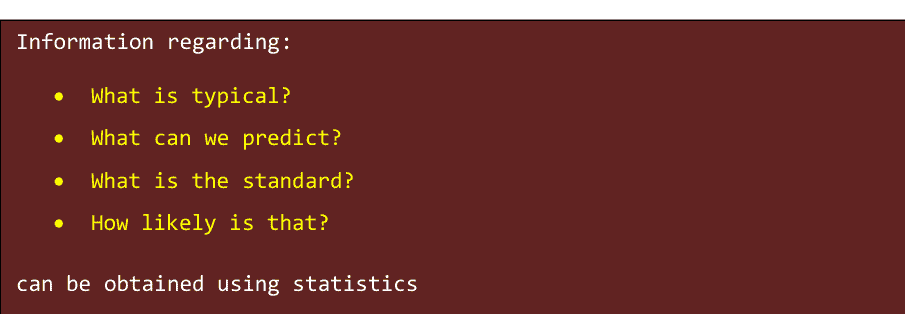 Information regarding:
• What is typical?
• What can we predict?
• What is the standard?
• How likely is that?
can be obtained using statistics